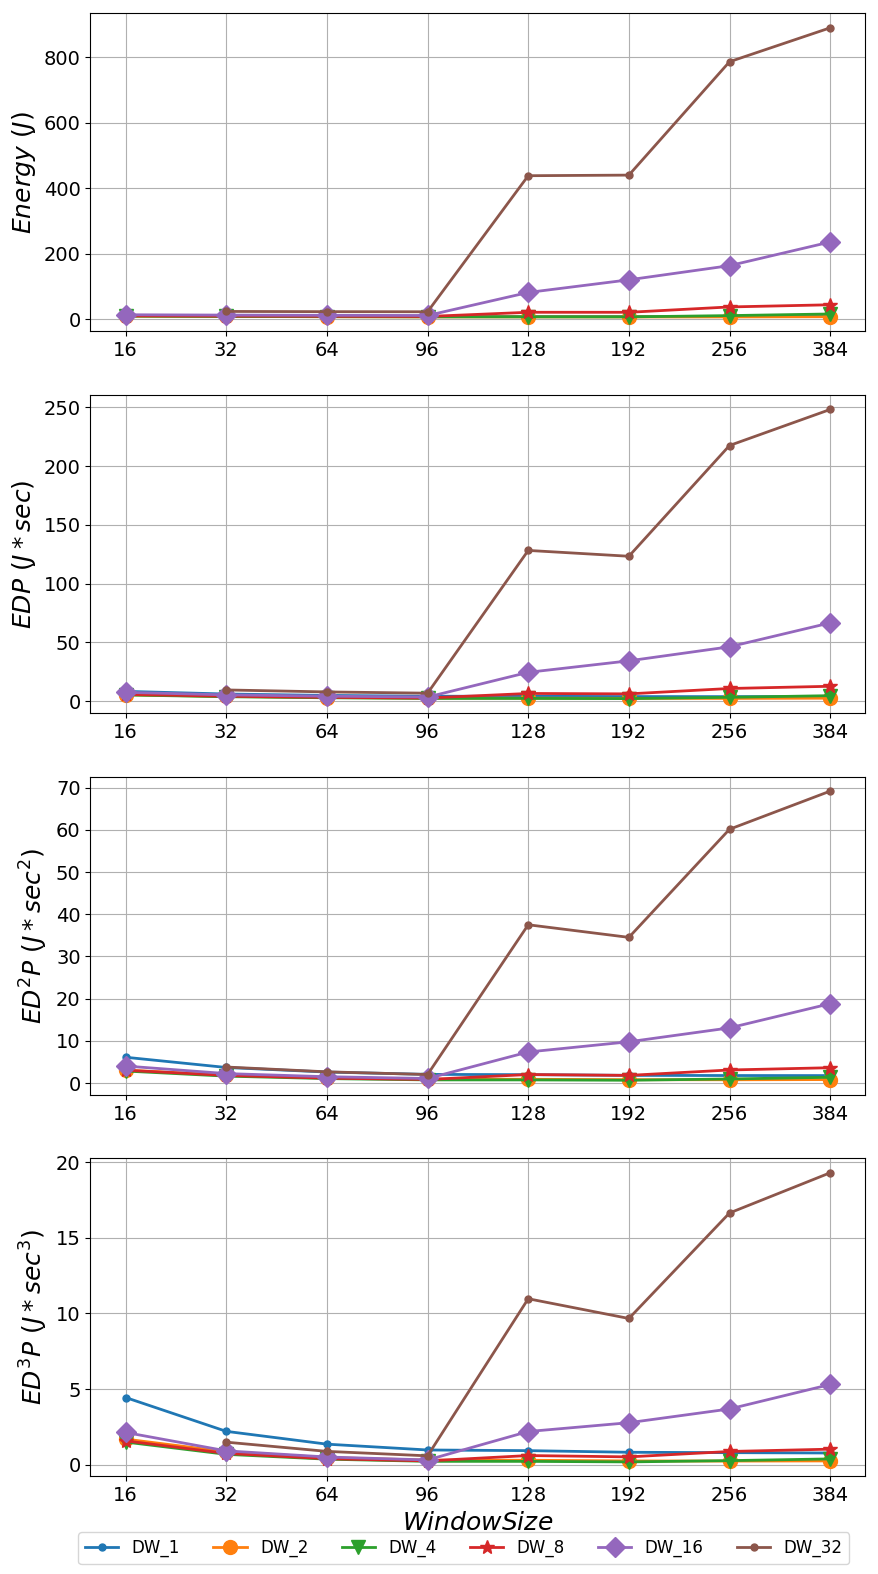 800
600
400
200
0
Energy (J)
16 32 64 96 128 192 256 384
250
200
150
100
50
0
EDP (J * sec)
16 32 64 96 128 192 256 384
70
60
50
40
30
20
10
0
ED²P (J * sec²)
16 32 64 96 128 192 256 384
20
15
10
5
0
ED³P (J * sec³)
16 32 64 96 128 192 256 384
WindowSize
DW_1 DW_2 DW_4 DW_8 DW_16 DW_32